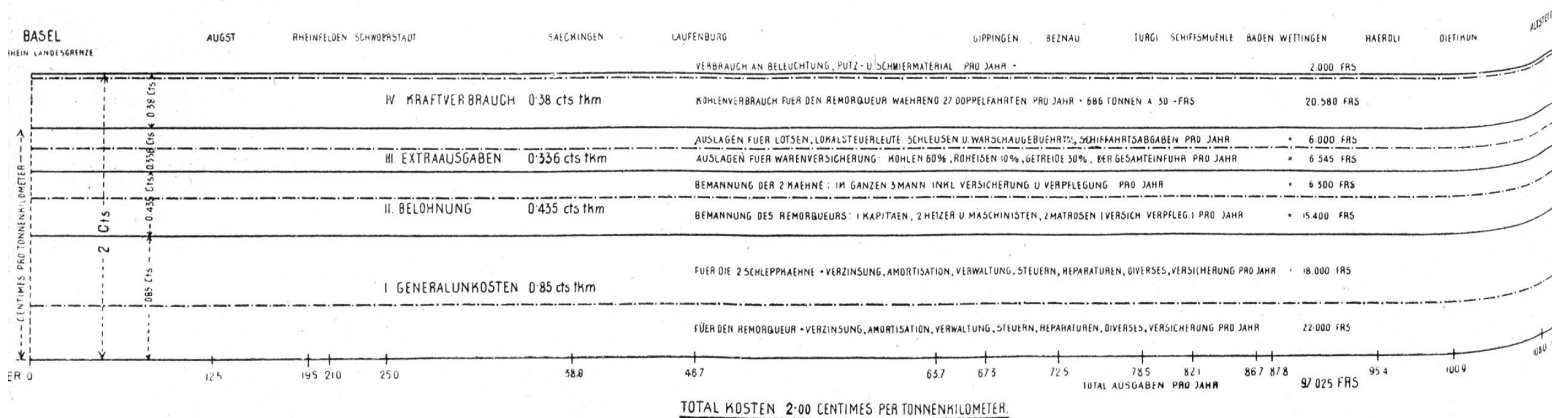 BASEL AUGST RHEINFELDEN SCHWÖERSTADT SAECKINGEN LAUFENBURG GIPPINGEN BEZNAU TURGI SCHIFFSMUEHLE BADEN WETTINGEN HAERDLI DIETIKON
RHEIN LANDESGRENZE
VERBRAUCH AN BELEUCHTUNG, PUTZ- U SCHMIERMATERIAL PRO JAHR - 2.000 FRS
IV KRAFTVERBRAUCH 0·38 cts tkm KOHLENVERBRAUCH FUER DEN REMORQUEUR WAEHREND 27 DOPPELFAHRTEN PRO JAHR - 686 TONNEN A 30 -FRS 20.580 FRS
AUSLAGEN FUER LOTSEN, LOKALSTEUERLEUTE SCHLEUSEN U. WARSCHAUGEBUEHREN, SCHIFFAHRTSABGABEN PRO JAHR = 6.000 FRS
III EXTRAAUSGABEN 0·336 cts tkm AUSLAGEN FUER WARENVERSICHERUNG: KOHLEN 60%, ROHEISEN 10%, GETREIDE 30%, DER GESAMTEINFUHR PRO JAHR = 6 545 FRS
BEMANNUNG DER 2 KAEHNE: IM GANZEN 3 MANN INKL VERSICHERUNG U VERPFLEGUNG PRO JAHR = 6 500 FRS
II. BELOHNUNG 0·435 cts tkm BEMANNUNG DES REMORQUEURS: 1 KAPITAEN, 2 HEIZER U MASCHINISTEN, 2 MATROSEN (VERSICH VERPFLEG.) PRO JAHR = 15.400 FRS
FUER DIE 2 SCHLEPPKAEHNE = VERZINSUNG, AMORTISATION, VERWALTUNG, STEUERN, REPARATUREN, DIVERSES, VERSICHERUNG PRO JAHR = 18.000 FRS
I GENERALUNKOSTEN 0·85 cts tkm
FÜER DEN REMORQUEUR = VERZINSUNG, AMORTISATION, VERWALTUNG, STEUERN, REPARATUREN, DIVERSES, VERSICHERUNG PRO JAHR 22.000 FRS
CENTIMES PRO TONNENKILOMETER
2 Cts
0·38 Cts
0.336 Cts
0.435 Cts
085 Cts
0 12.5 19.5 21.0 25.0 38.0 46.7 63.7 67.3 72.5 78.5 82.1 86.7 87.8 95.4 100.9
TOTAL AUSGABEN PRO JAHR 97 025 FRS
TOTAL KOSTEN 2·00 CENTIMES PER TONNENKILOMETER.